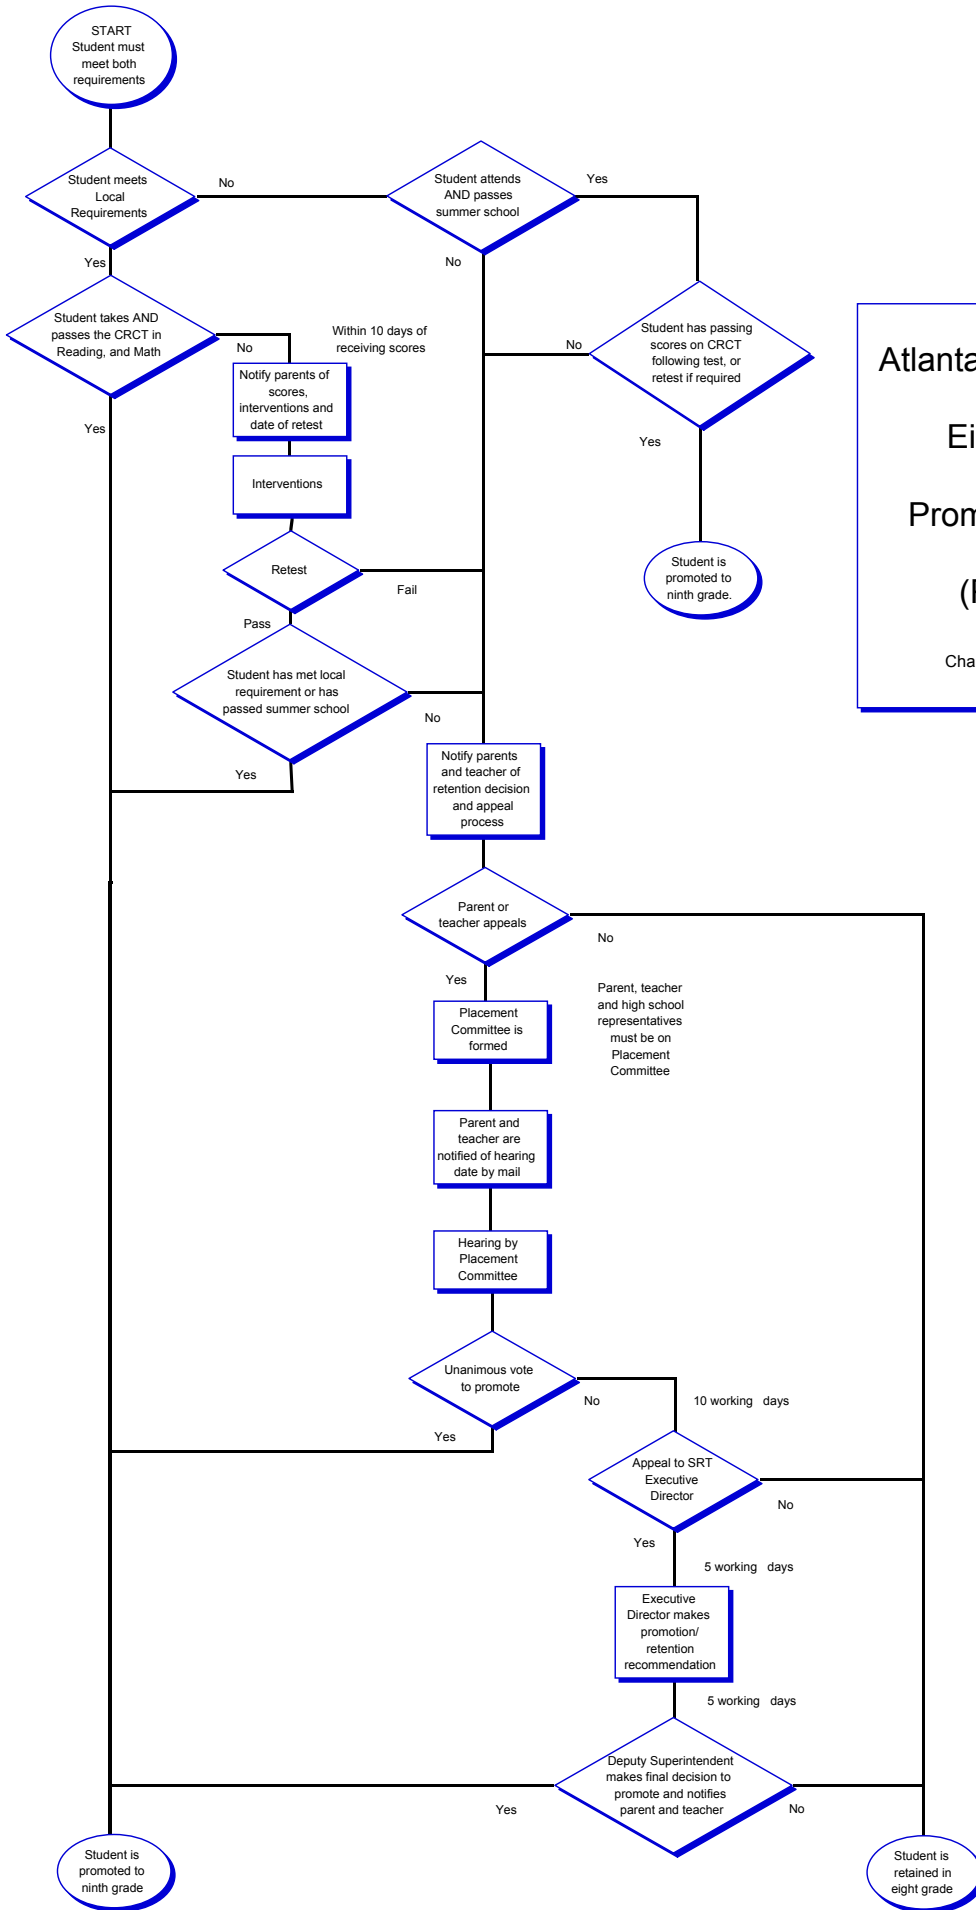 START
Student must
meet both
requirements
Student meets
Local
Requirements
No
Student attends
AND passes
summer school
Yes
Yes
No
Student takes AND
passes the CRCT in
Reading, and Math
No
Within 10 days of
receiving scores
Student has passing
scores on CRCT
following test, or
retest if required
No
Yes
Notify parents of
scores,
interventions and
date of retest
Yes
Interventions
Retest
Fail
Pass
Student is
promoted to
ninth grade.
Student has met local
requirement or has
passed summer school
No
Yes
Notify parents
and teacher of
retention decision
and appeal
process
Parent or
teacher appeals
No
Yes
Placement
Committee is
formed
Parent, teacher
and high school
representatives
must be on
Placement
Committee
Parent and
teacher are
notified of hearing
date by mail
Hearing by
Placement
Committee
Unanimous vote
to promote
No
10 working days
Yes
Appeal to SRT
Executive
Director
No
Yes
5 working days
Executive
Director makes
promotion/
retention
recommendation
5 working days
Deputy Superintendent
makes final decision to
promote and notifies
parent and teacher
Yes
No
Student is
promoted to
ninth grade
Student is
retained in
eight grade
Atlanta
Ei
Prom
(
Cha